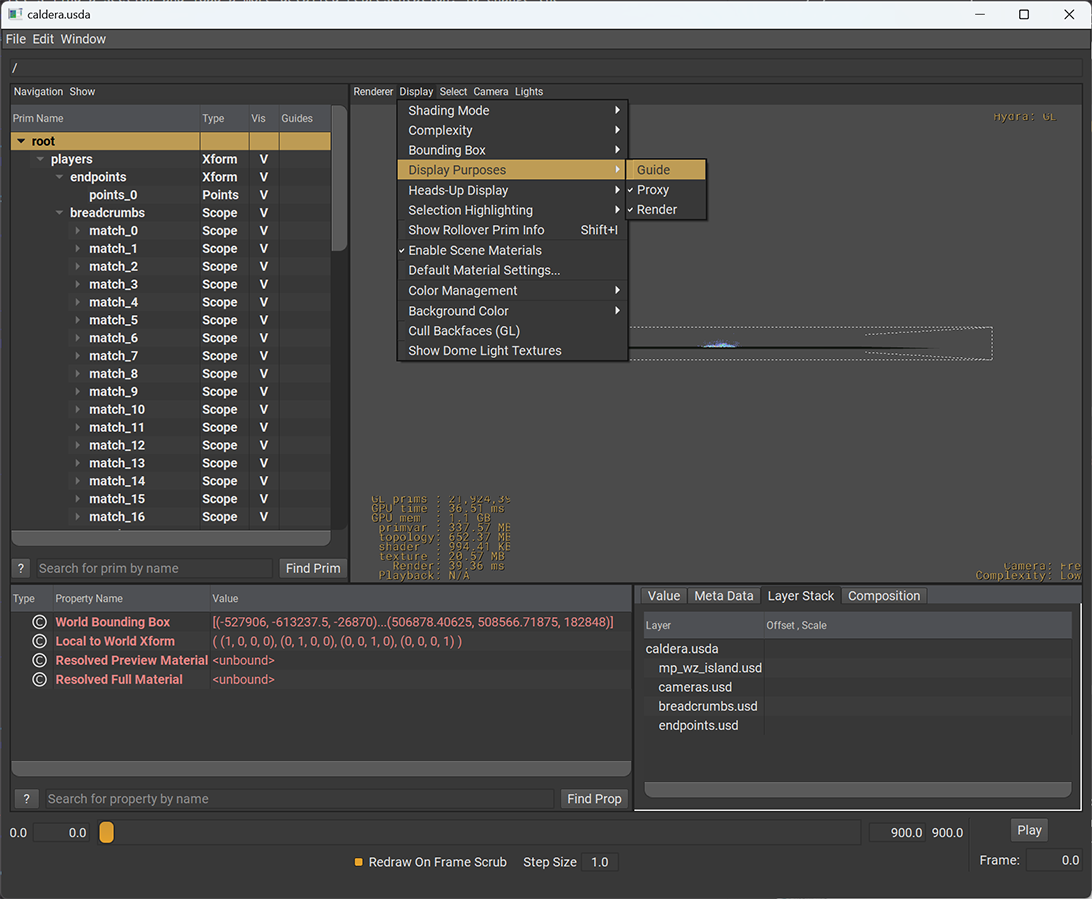 caldera.usda
File Edit Window
/
Navigation Show
Prim Name Type Vis Guides
root
players Xform V
endpoints Xform V
points_0 Points V
breadcrumbs Scope V
match_0 Scope V
match_1 Scope V
match_2 Scope V
match_3 Scope V
match_4 Scope V
match_5 Scope V
match_6 Scope V
match_7 Scope V
match_8 Scope V
match_9 Scope V
match_10 Scope V
match_11 Scope V
match_12 Scope V
match_13 Scope V
match_14 Scope V
match_15 Scope V
match_16 Scope V
? Search for prim by name Find Prim
Renderer Display Select Camera Lights
Hydra: GL
Shading Mode
Complexity
Bounding Box
Display Purposes
Heads-Up Display
Selection Highlighting
Show Rollover Prim Info Shift+I
Enable Scene Materials
Default Material Settings...
Color Management
Background Color
Cull Backfaces (GL)
Show Dome Light Textures
Guide
Proxy
Render
GL prims : 21,924,39
GPU time : 36.51 ms
GPU mem : 1.1 GB
primvar : 337.57 MB
topology: 652.37 MB
shader : 994.41 KB
texture : 20.57 MB
Render: 39.36 ms
Playback: N/A
Camera: Fre
Complexity: Low
Type Property Name Value
© World Bounding Box [(-527906, -613237.5, -26870)...(506878.40625, 508566.71875, 182848)]
© Local to World Xform ( (1, 0, 0, 0), (0, 1, 0, 0), (0, 0, 1, 0), (0, 0, 0, 1) )
© Resolved Preview Material <unbound>
© Resolved Full Material <unbound>
? Search for property by name Find Prop
Value Meta Data Layer Stack Composition
Layer Offset , Scale
caldera.usda
mp_wz_island.usd
cameras.usd
breadcrumbs.usd
endpoints.usd
0.0 0.0 900.0 900.0 Play
Redraw On Frame Scrub Step Size 1.0 Frame: 0.0